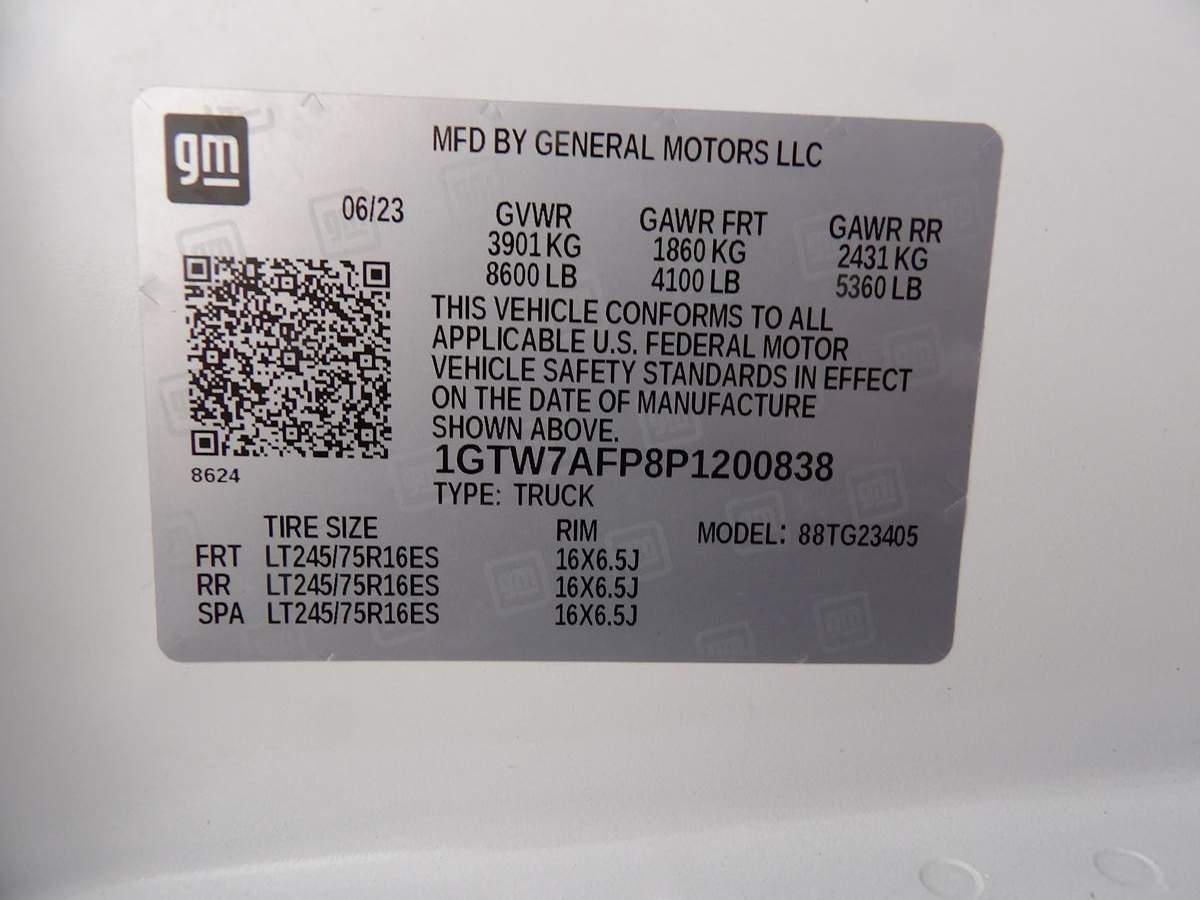 gm
MFD BY GENERAL MOTORS LLC
06/23
GVWR GAWR FRT GAWR RR
3901 KG 1860 KG 2431 KG
8600 LB 4100 LB 5360 LB
THIS VEHICLE CONFORMS TO ALL
APPLICABLE U.S. FEDERAL MOTOR
VEHICLE SAFETY STANDARDS IN EFFECT
ON THE DATE OF MANUFACTURE
SHOWN ABOVE.
8624
1GTW7AFP8P1200838
TYPE: TRUCK
TIRE SIZE RIM MODEL: 88TG23405
FRT LT245/75R16ES 16X6.5J
RR LT245/75R16ES 16X6.5J
SPA LT245/75R16ES 16X6.5J